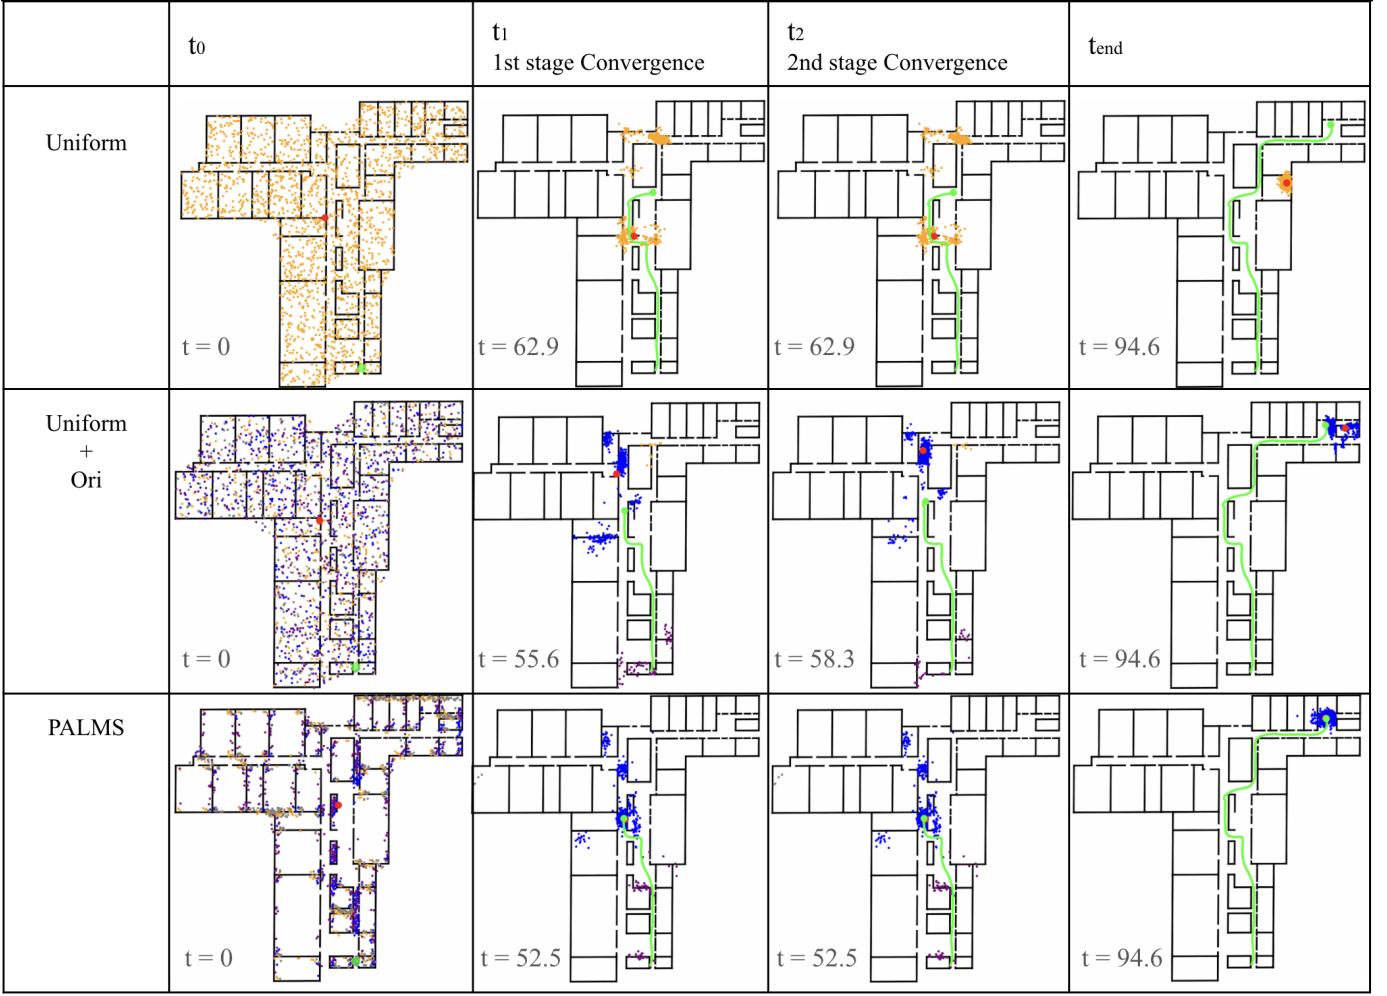 t0
t1
1st stage Convergence
t2
2nd stage Convergence
tend
Uniform
t = 0
t = 62.9
t = 62.9
t = 94.6
Uniform
+
Ori
t = 0
t = 55.6
t = 58.3
t = 94.6
PALMS
t = 0
t = 52.5
t = 52.5
t = 94.6